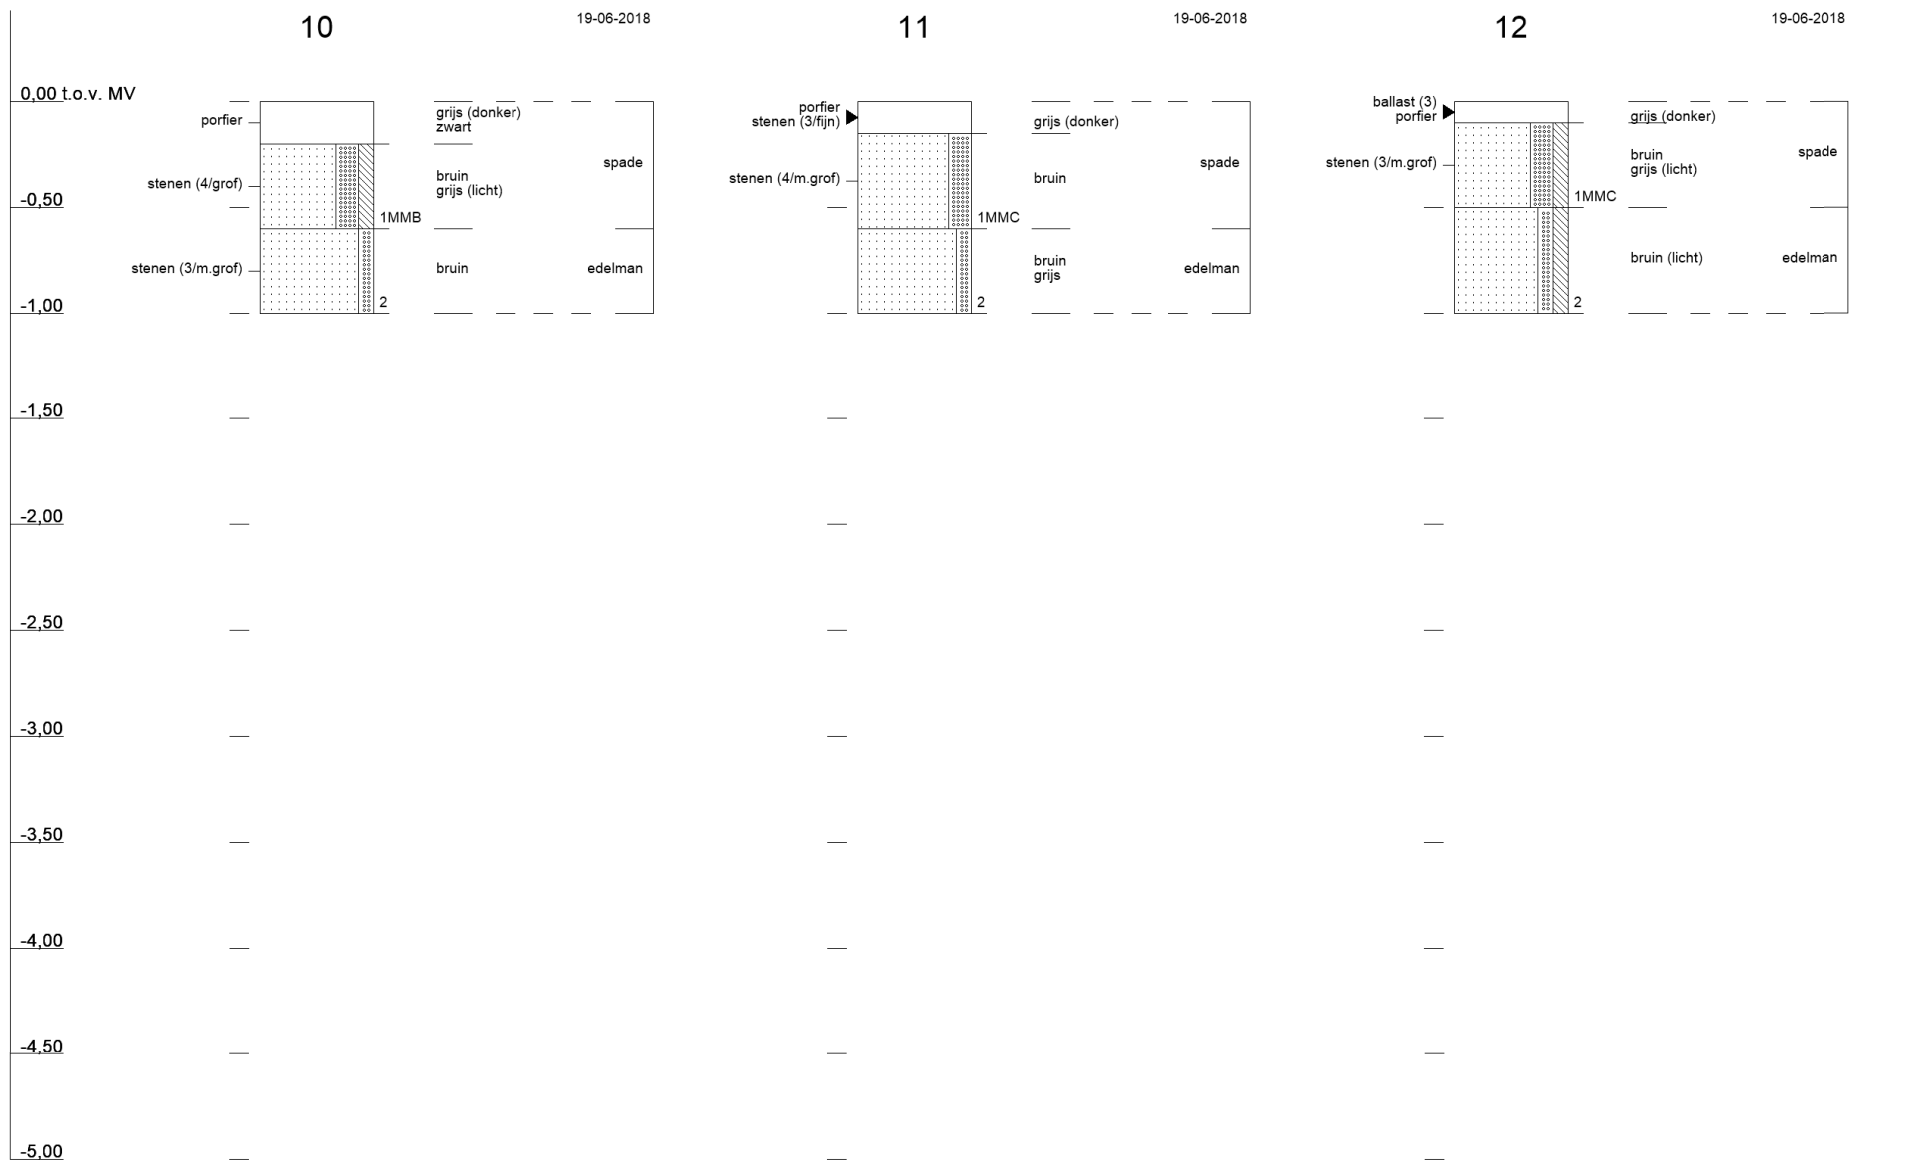 10
19-06-2018
11
19-06-2018
12
19-06-2018
0,00 t.o.v. MV
-0,50
-1,00
-1,50
-2,00
-2,50
-3,00
-3,50
-4,00
-4,50
-5,00
porfier
stenen (4/grof)
stenen (3/m.grof)
1MMB
2
grijs (donker)
zwart
bruin
grijs (licht)
bruin
spade
edelman
porfier
stenen (3/fijn)
stenen (4/m.grof)
1MMC
2
grijs (donker)
bruin
bruin
grijs
spade
edelman
ballast (3)
porfier
stenen (3/m.grof)
1MMC
2
grijs (donker)
bruin
grijs (licht)
bruin (licht)
spade
edelman